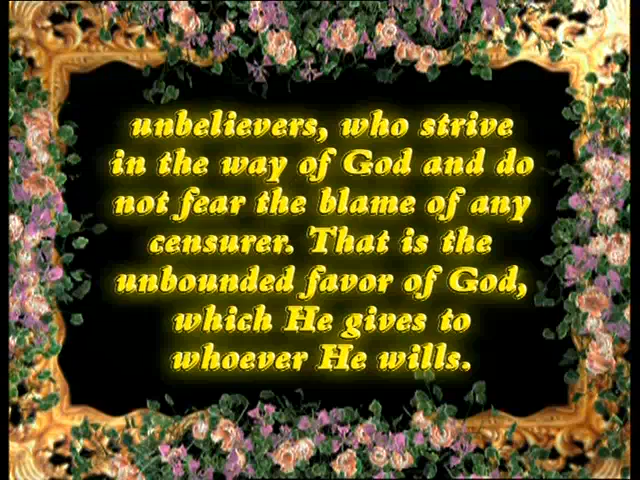 unbelievers, who strive
in the way of God and do
not fear the blame of any
censurer. That is the
unbounded favor of God,
which He gives to
whoever He wills.